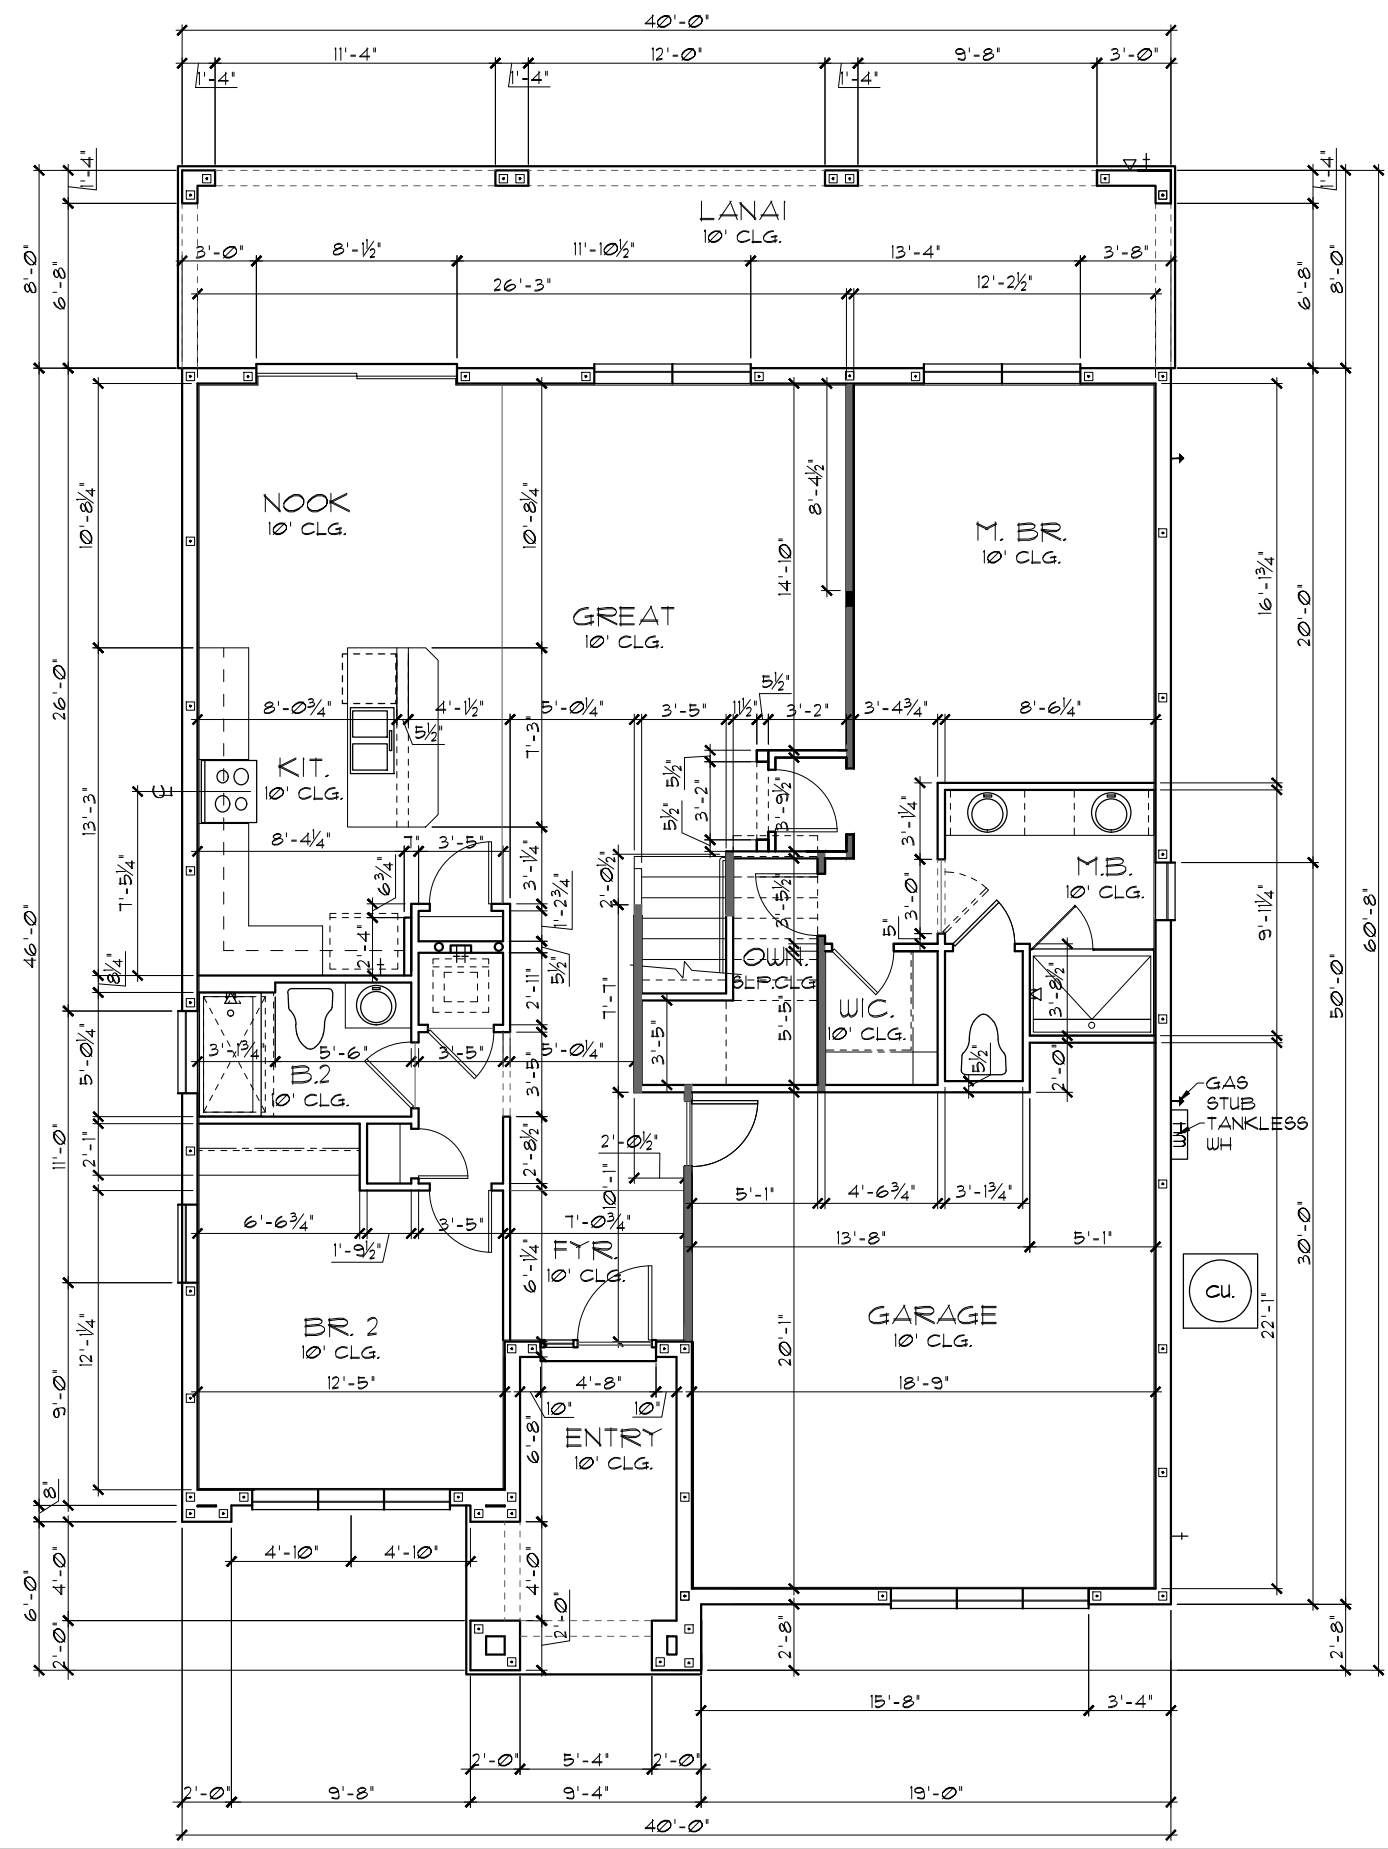 40'-0"
11'-4" 12'-0" 9'-8" 3'-0"
1'-4" 1'-4" 1'-4"
1'-4" 1'-4"
LANAI
10' CLG.
3'-0" 8'-1½" 11'-10½" 13'-4" 3'-8"
8'-0" 6'-8" 6'-8" 8'-0"
26'-3" 12'-2½"
10'-8¼" 10'-8¼" 8'-4½"
NOOK
10' CLG.
M. BR.
10' CLG.
14'-10" 16'-1¾"
GREAT
10' CLG.
20'-0"
26'-0"
5½"
8'-0¾" 4'-1½" 5'-0¼" 3'-5" 11½" 3'-2" 3'-4¾" 8'-6¼"
5½" 7'-3"
KIT.
10' CLG.
5½" 3'-2" 5½" 3'-9½"
13'-3" 3'-1¼"
8'-4¼" 7" 3'-5"
M.B.
10' CLG.
7'-5¼" 6¾" 3'-1¼" 1'-2¾" 2'-0½" 3'-5½" 3'-0" 5" 9'-11¼"
46'-0" 60'-8"
2'-4" 8¼" 5½"
OWN.
SLP.CLG
2'-11" 7'-7" 3'-8½" 50'-0"
WIC.
10' CLG.
3'-1¾" 5'-6" 3'-5" 5'-0¼"
5'-0¼" 3'-5" 3'-5" 5'-5" 5½" 2'-0"
B.2
10' CLG.
GAS
STUB
TANKLESS
WH
WH
11'-0" 2'-1" 2'-8½"
2'-0½"
10'-1"
5'-1" 4'-6¾" 3'-1¾"
6'-6¾" 3'-5" 7'-0¾"
1'-9½"
13'-8" 5'-1"
30'-0"
FYR.
10' CLG.
6'-1¼"
CU.
22'-1"
BR. 2
10' CLG.
GARAGE
10' CLG.
12'-1¼" 20'-1"
12'-5" 4'-8" 18'-9"
10" 10"
9'-0" 6'-8"
ENTRY
10' CLG.
8"
4'-10" 4'-10"
4'-0" 4'-0"
6'-0" 2'-0"
2'-0" 2'-8" 2'-8"
15'-8" 3'-4"
2'-0" 5'-4" 2'-0"
2'-0" 9'-8" 9'-4" 19'-0"
40'-0"